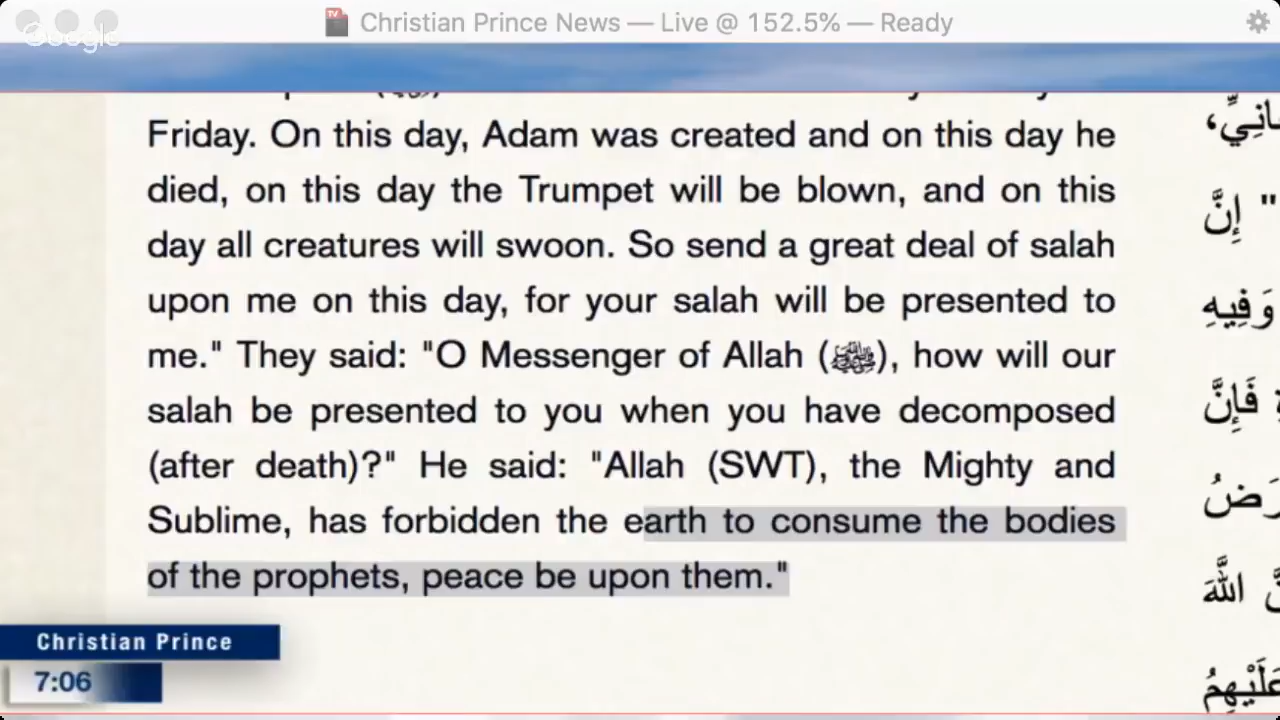 Christian Prince News — Live @ 152.5% — Ready
Google
Friday. On this day, Adam was created and on this day he
died, on this day the Trumpet will be blown, and on this
day all creatures will swoon. So send a great deal of salah
upon me on this day, for your salah will be presented to
me." They said: "O Messenger of Allah (ﷺ), how will our
salah be presented to you when you have decomposed
(after death)?" He said: "Allah (SWT), the Mighty and
Sublime, has forbidden the earth to consume the bodies
of the prophets, peace be upon them."
" إِنَّ
وَفِيهِ
فَإِنَّ
اللَّهَ
Christian Prince
7:06